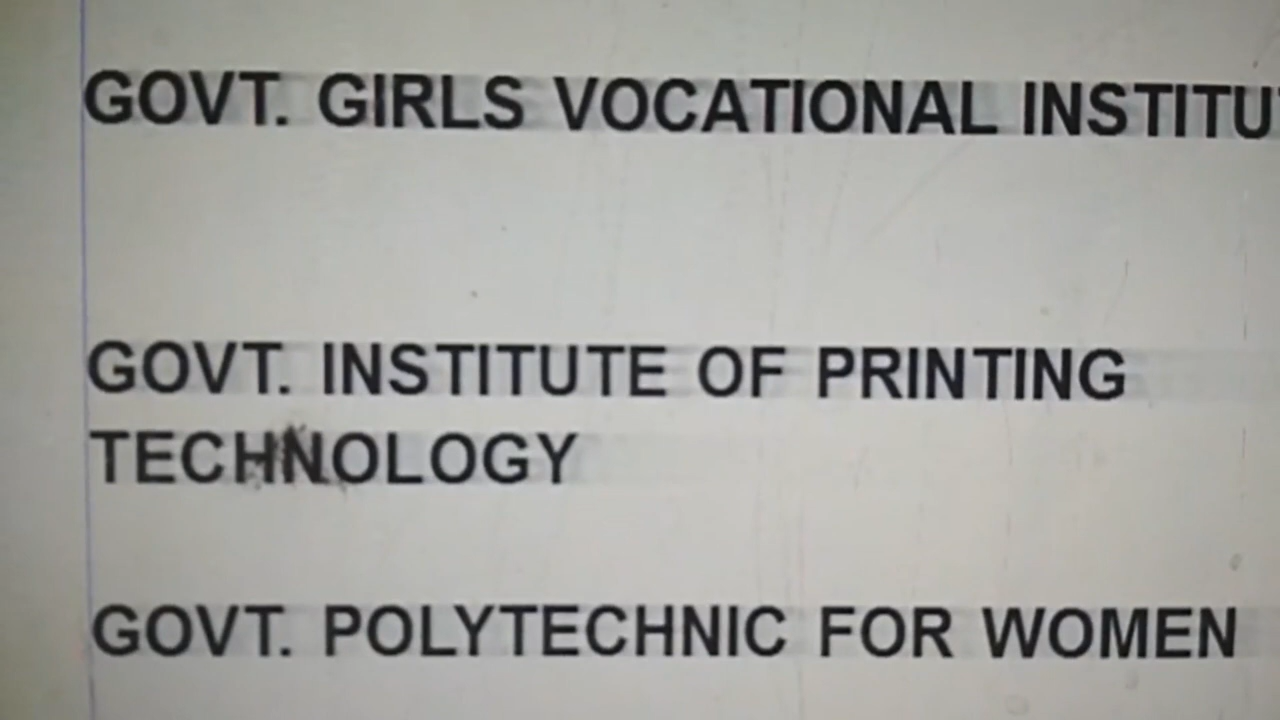 GOVT. GIRLS VOCATIONAL
GOVT. INSTITUTE OF PRINTING
TECHNOLOGY
GOVT. POLYTECHNIC FOR WOMEN